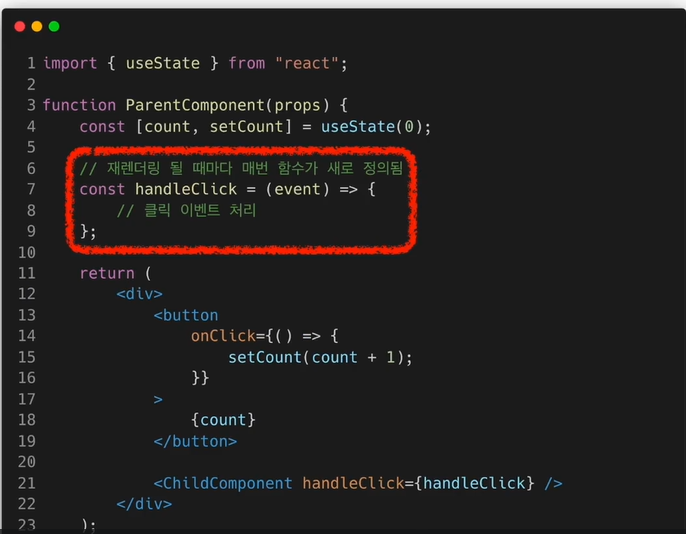 1 import { useState } from "react";
2
3 function ParentComponent(props) {
4 const [count, setCount] = useState(0);
5
6 // 재렌더링 될 때마다 매번 함수가 새로 정의됨
7 const handleClick = (event) => {
8 // 클릭 이벤트 처리
9 };
10
11 return (
12 <div>
13 <button
14 onClick={() => {
15 setCount(count + 1);
16 }}
17 >
18 {count}
19 </button>
20
21 <ChildComponent handleClick={handleClick} />
22 </div>
23 );